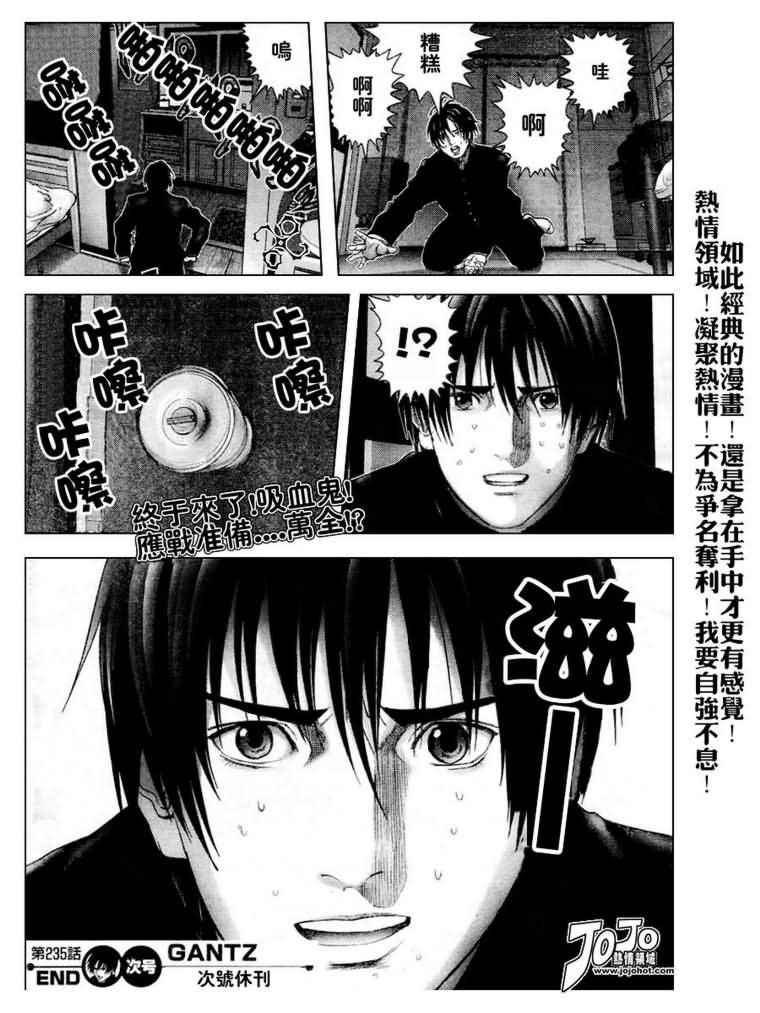 哇
啊
糟糕
啊啊
嗚
啪啪啪啪啪啪
嗒嗒嗒
!?
咔嚓
咔嚓
咔嚓
終于來了!吸血鬼!
應戰准備....萬全!?
滋—
第235話
END
次号
GANTZ
次號休刊
JOJO
熱情領域
www.jojohot.com
如此經典的漫畫！還是拿在手中才更有感覺！
熱情領域！凝聚熱情！不為爭名奪利！我要自強不息！